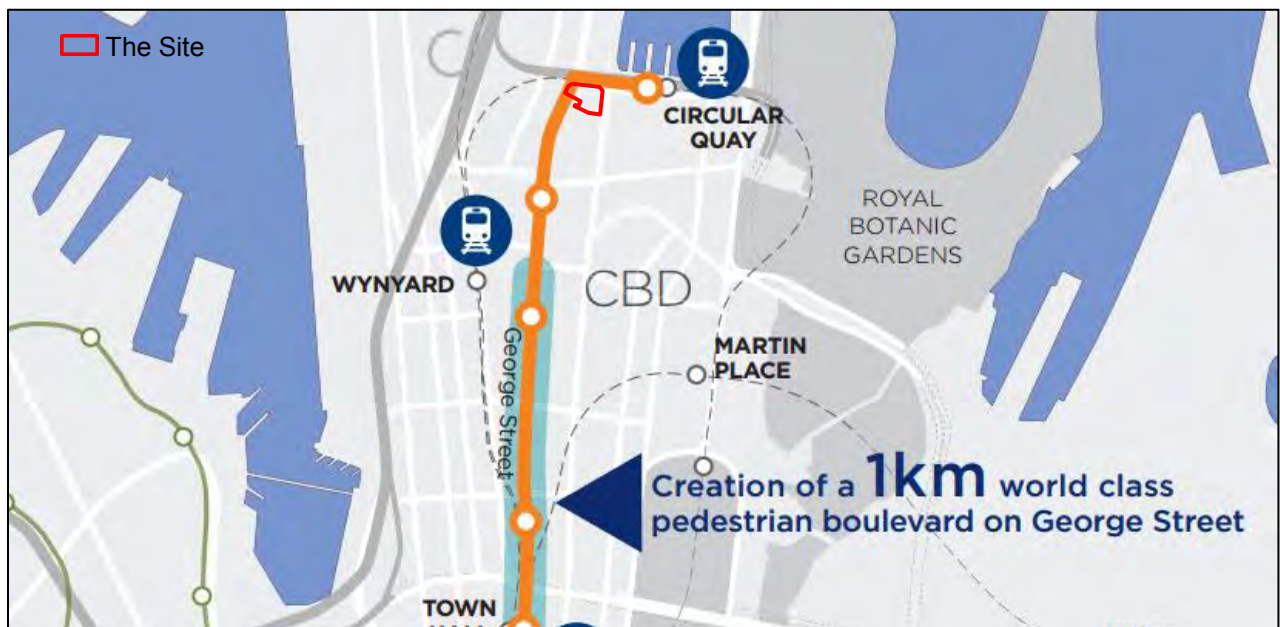 The Site
C
CIRCULAR
QUAY
ROYAL
BOTANIC
GARDENS
WYNYARD
CBD
George Street
MARTIN
PLACE
Creation of a 1km world class
pedestrian boulevard on George Street
TOWN